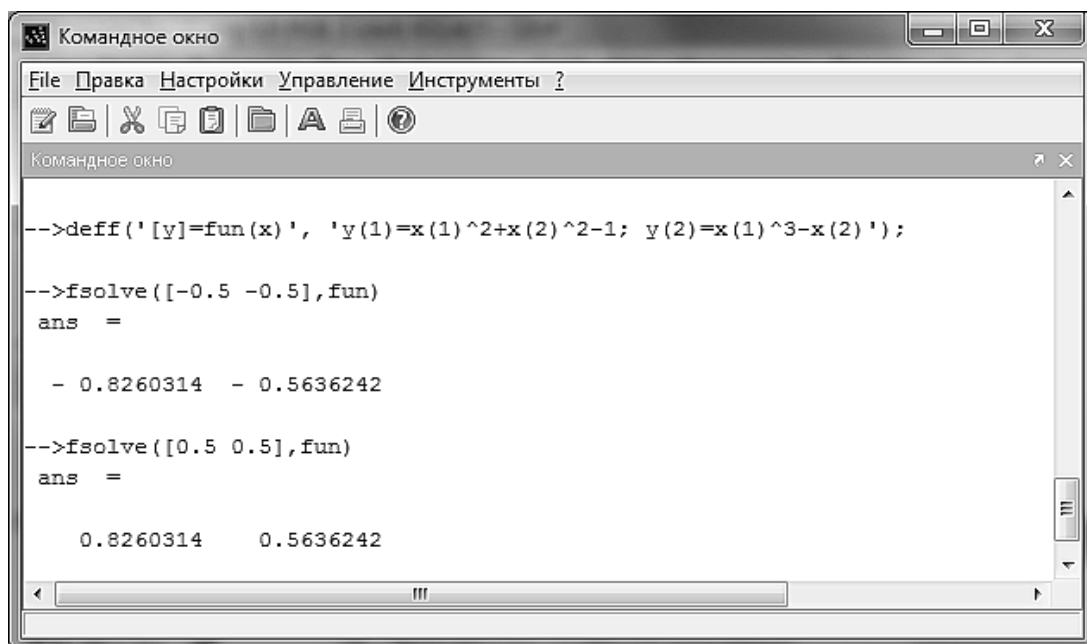 Командное окно
File Правка Настройки Управление Инструменты ?
Командное окно
-->deff('[y]=fun(x)', 'y(1)=x(1)^2+x(2)^2-1; y(2)=x(1)^3-x(2)');
-->fsolve([-0.5 -0.5],fun)
ans =
- 0.8260314 - 0.5636242
-->fsolve([0.5 0.5],fun)
ans =
0.8260314 0.5636242